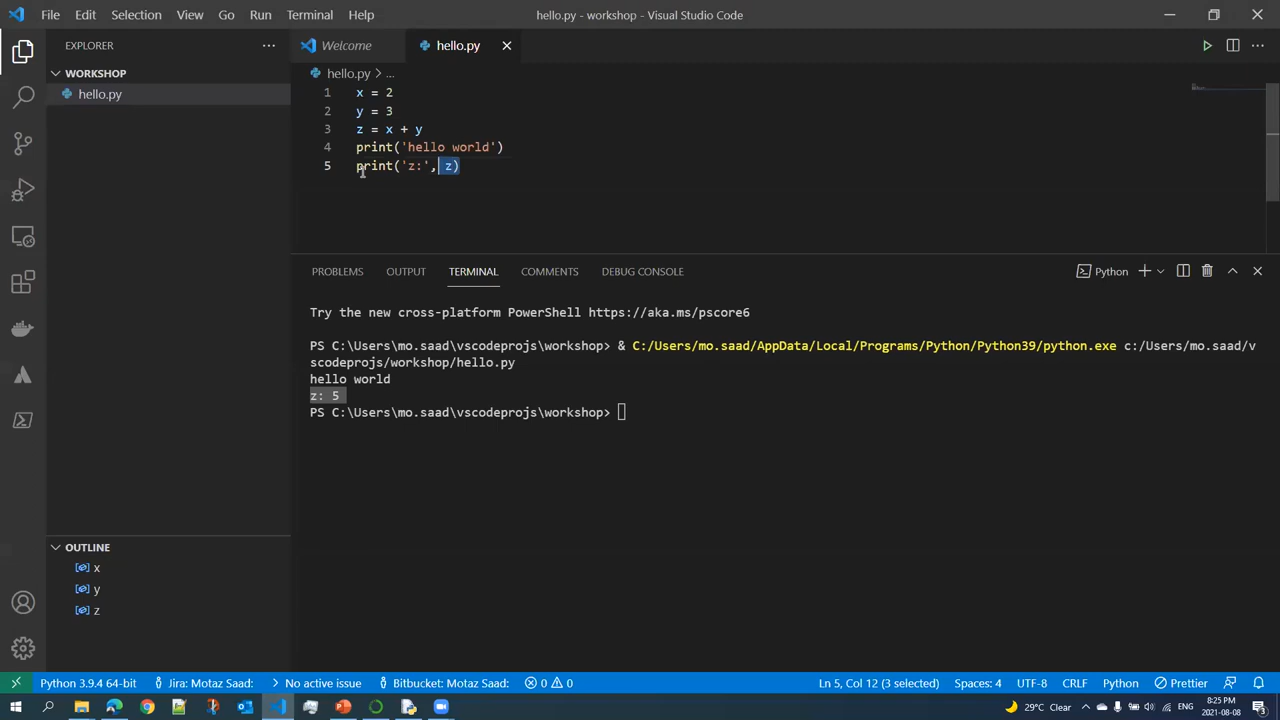 File Edit Selection View Go Run Terminal Help
hello.py - workshop - Visual Studio Code
EXPLORER
Welcome
hello.py
WORKSHOP
hello.py
hello.py > ...
1 x = 2
2 y = 3
3 z = x + y
4 print('hello world')
5 print('z:', z)
PROBLEMS OUTPUT TERMINAL COMMENTS DEBUG CONSOLE
Python
Try the new cross-platform PowerShell https://aka.ms/pscore6
PS C:\Users\mo.saad\vscodeprojs\workshop> & C:/Users/mo.saad/AppData/Local/Programs/Python/Python39/python.exe c:/Users/mo.saad/v
scodeprojs/workshop/hello.py
hello world
z: 5
PS C:\Users\mo.saad\vscodeprojs\workshop>
OUTLINE
x
y
z
Python 3.9.4 64-bit Jira: Motaz Saad: No active issue Bitbucket: Motaz Saad: 0 0 Ln 5, Col 12 (3 selected) Spaces: 4 UTF-8 CRLF Python Prettier
29°C Clear ENG 8:25 PM
2021-08-08
3